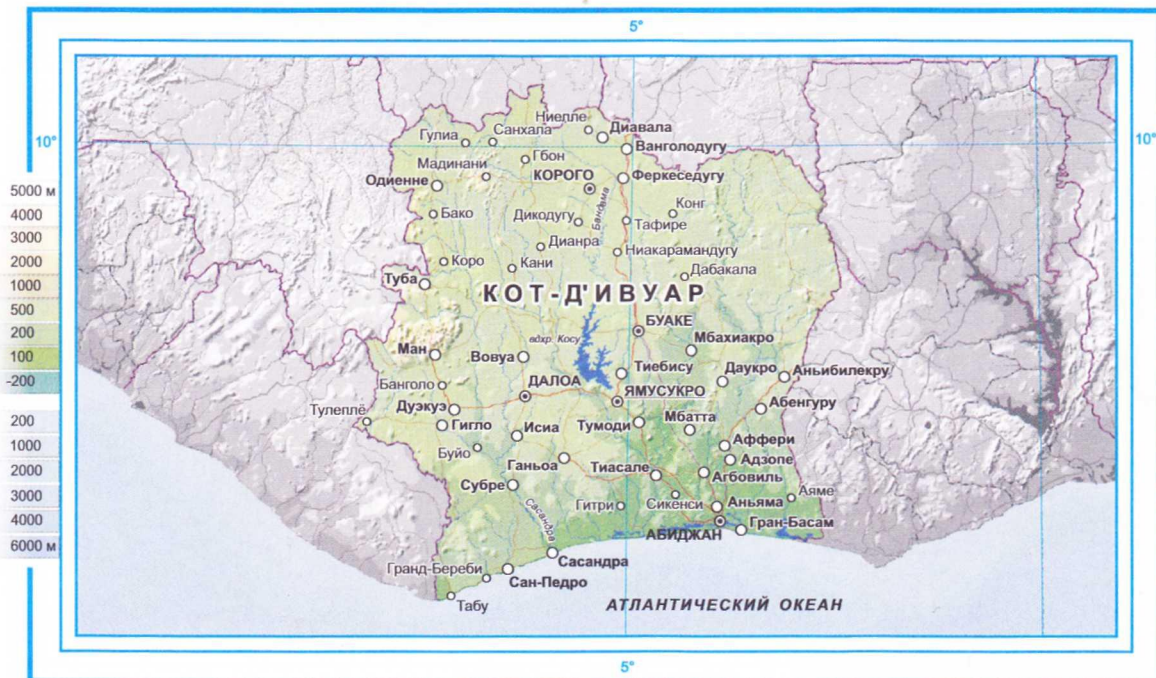 5°
10°
10°
5000 м
4000
3000
2000
1000
500
200
100
-200
200
1000
2000
3000
4000
6000 м
Ниелле
Диавала
Гулиа
Санхала
Ванголодугу
Гбон
Мадинани
КОРОГО
Феркеседугу
Одиенне
Бандама
Конг
Бако
Дикодугу
Тафире
Дианра
Ниакарамандугу
Коро
Кани
Дабакала
Туба
КОТ-Д'ИВУАР
БУАКЕ
вдхр. Косу
Мбахиакро
Ман
Вовуа
Тиебису
Даукро
Аньибилекру
Банголо
ДАЛОА
ЯМУСУКРО
Абенгуру
Тулеплё
Дуэкуэ
Мбатта
Гигло
Исиа
Тумоди
Аффери
Буйо
Ганьоа
Тиасале
Адзопе
Агбовиль
Субре
Сикенси
Аяме
Гитри
Аньяма
Сасандра
Гран-Басам
АБИДЖАН
Сасандра
Гранд-Береби
Сан-Педро
Табу
АТЛАНТИЧЕСКИЙ ОКЕАН
5°